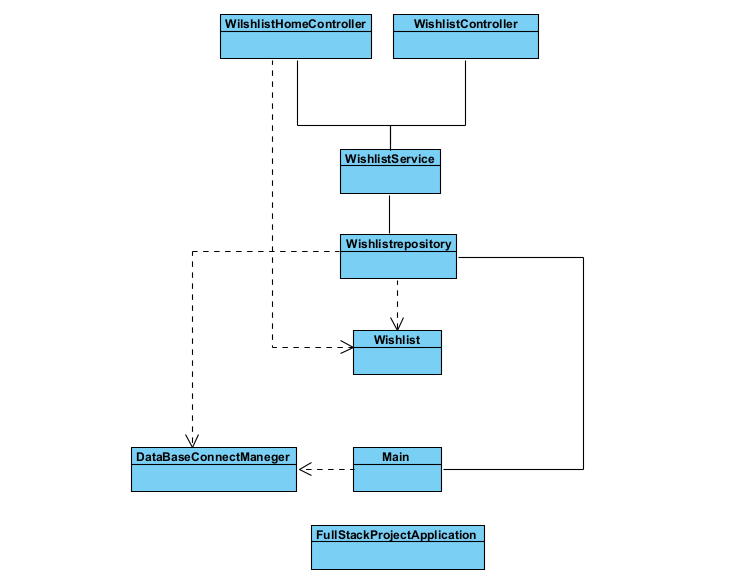 WilshlistHomeController
WishlistController
WishlistService
Wishlistrepository
Wishlist
DataBaseConnectManeger
Main
FullStackProjectApplication